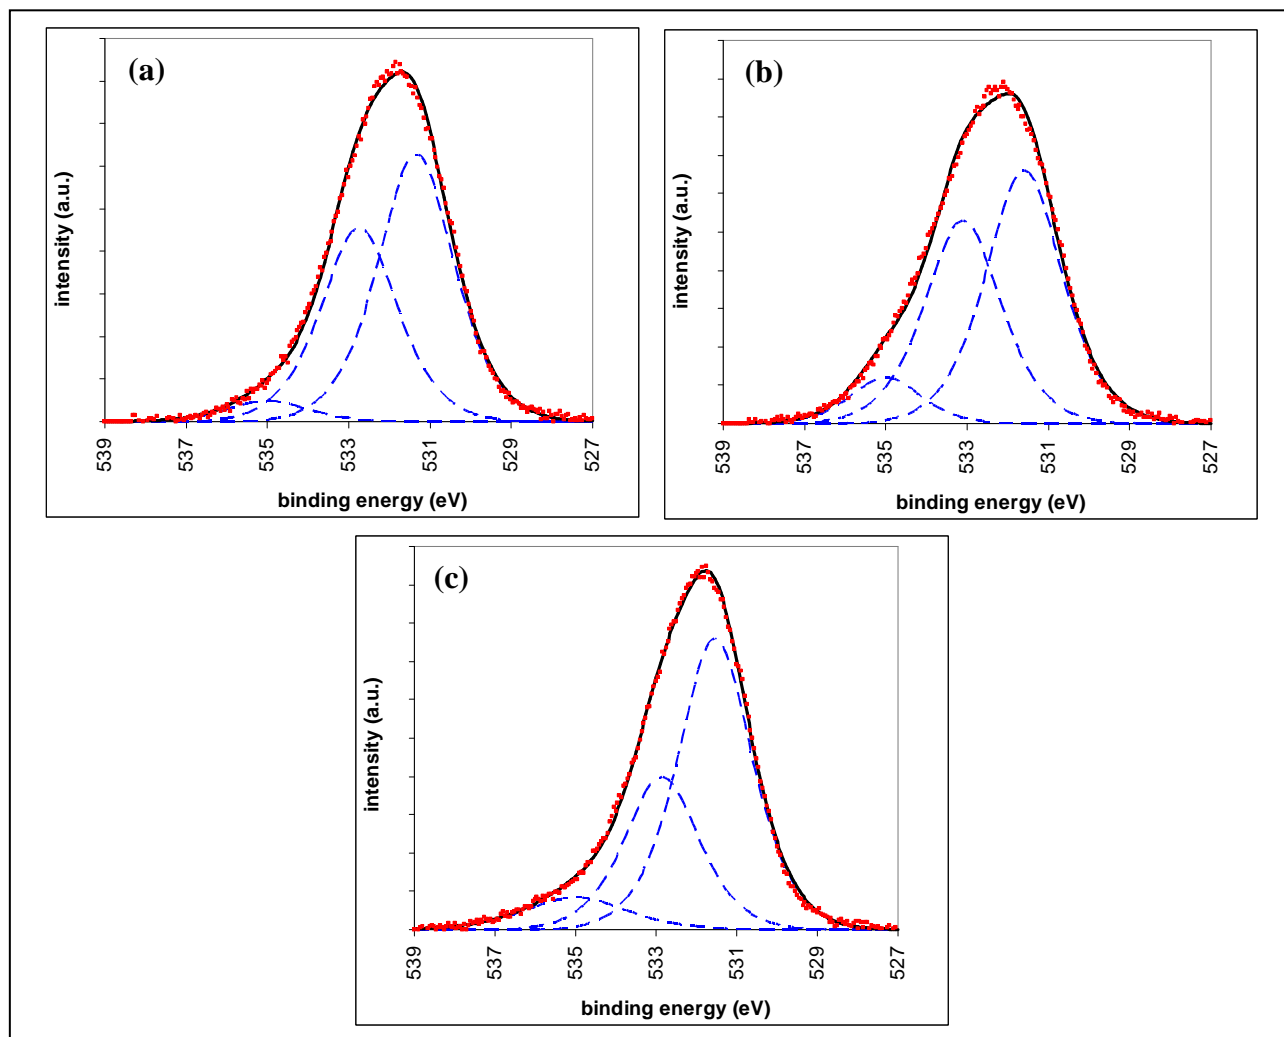 (a)
intensity (a.u.)
539 537 535 533 531 529 527
binding energy (eV)
(b)
intensity (a.u.)
539 537 535 533 531 529 527
binding energy (eV)
(c)
intensity (a.u.)
539 537 535 533 531 529 527
binding energy (eV)